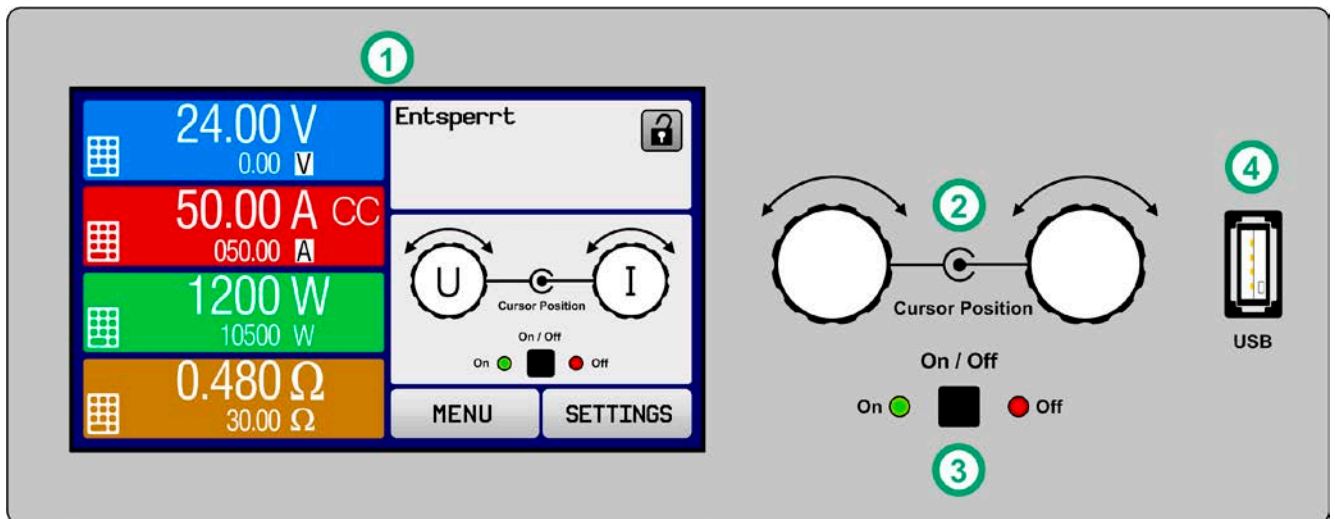 1
24.00 V
0.00 V
50.00 A CC
050.00 A
1200 W
10500 W
0.480 Ω
30.00 Ω
Entsperrt
U I
Cursor Position
On / Off
On Off
MENU SETTINGS
2
Cursor Position
On / Off
On Off
3
4
USB